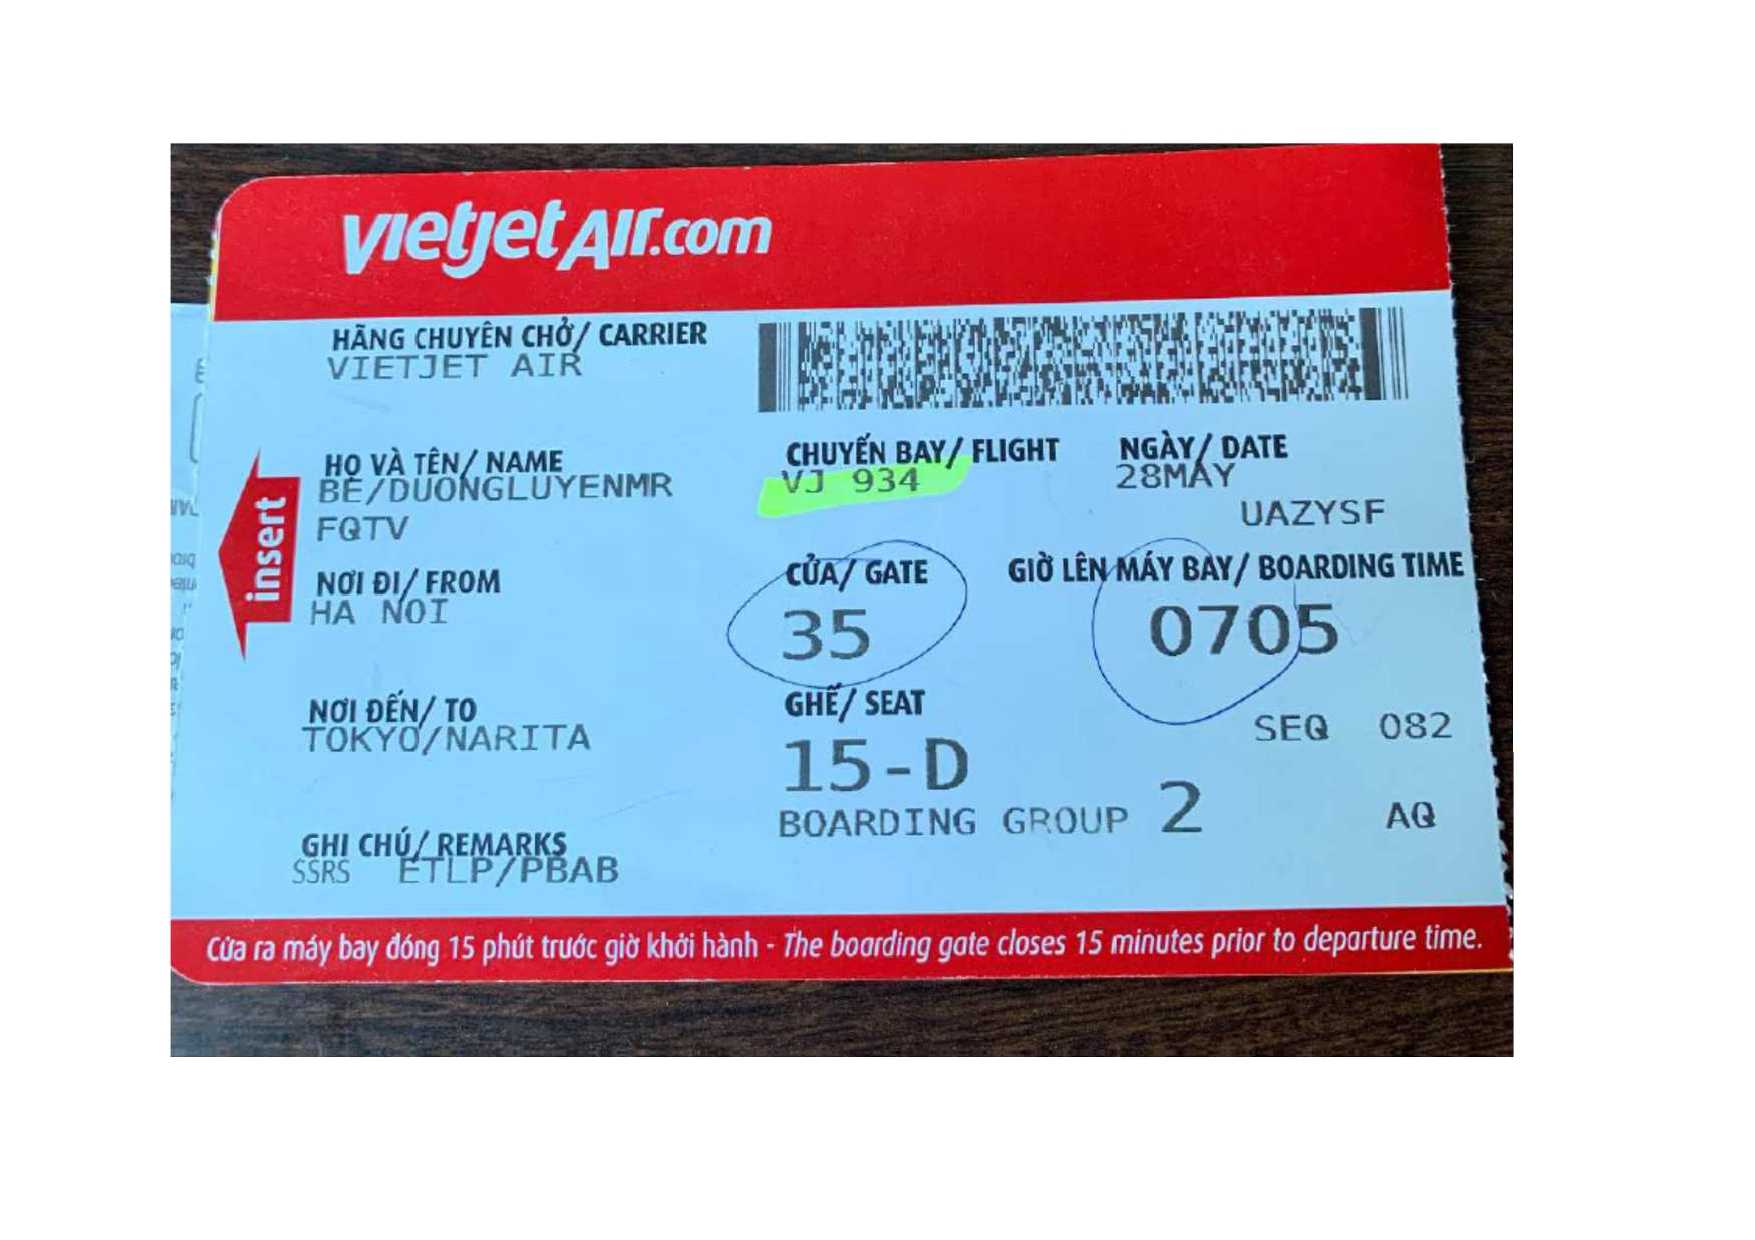 vietjetAir.com
HÃNG CHUYÊN CHỞ/ CARRIER
VIETJET AIR
HỌ VÀ TÊN/ NAME
BE/DUONGLUYENMR
FQTV
CHUYẾN BAY/ FLIGHT
VJ 934
NGÀY/ DATE
28MAY
UAZYSF
insert
NƠI ĐI/ FROM
HA NOI
CỬA/ GATE
35
GIỜ LÊN MÁY BAY/ BOARDING TIME
0705
NƠI ĐẾN/ TO
TOKYO/NARITA
GHẾ/ SEAT
15-D
SEQ 082
BOARDING GROUP 2
AQ
GHI CHÚ/ REMARKS
SSRS ETLP/PBAB
Cửa ra máy bay đóng 15 phút trước giờ khởi hành - The boarding gate closes 15 minutes prior to departure time.